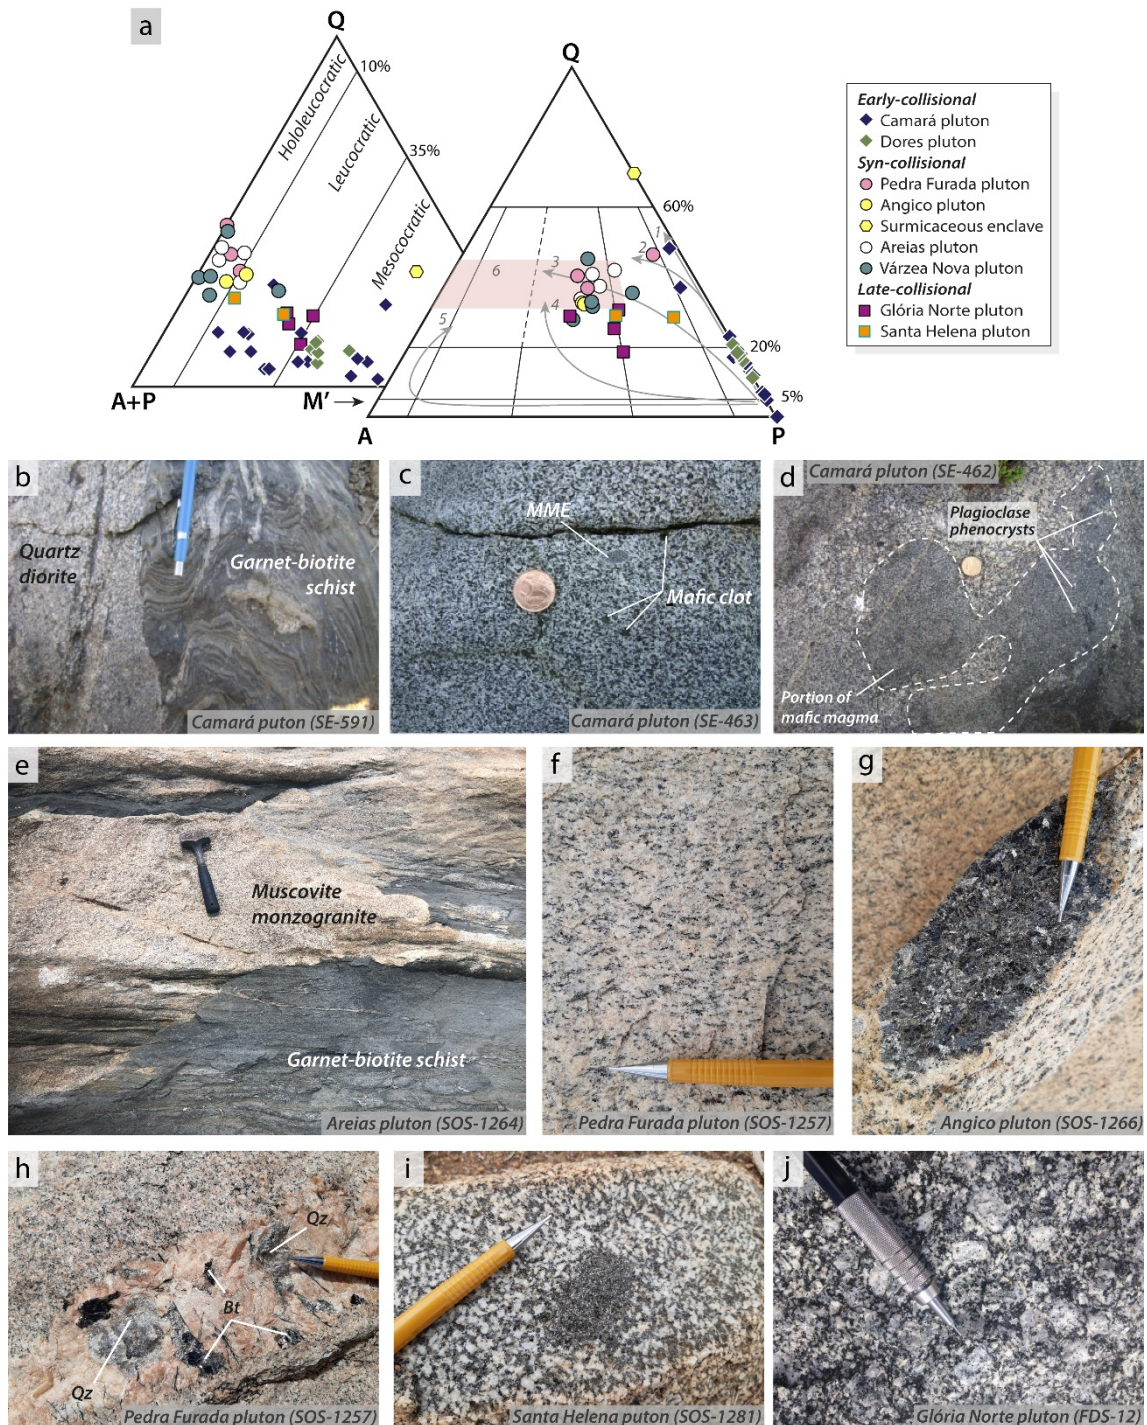 a
Q
10%
Hololeucocratic
Leucocratic
35%
Mesococratic
A+P
M'
Q
60%
1
2
3
6
4
5
20%
5%
A
P
Early-collisional
Camará pluton
Dores pluton
Syn-collisional
Pedra Furada pluton
Angico pluton
Surmicaceous enclave
Areias pluton
Várzea Nova pluton
Late-collisional
Glória Norte pluton
Santa Helena pluton
b
Quartz
diorite
Garnet-biotite
schist
Camará puton (SE-591)
c
MME
Mafic clot
Camará pluton (SE-463)
d
Camará pluton (SE-462)
Plagioclase
phenocrysts
Portion of
mafic magma
e
Muscovite
monzogranite
Garnet-biotite schist
Areias pluton (SOS-1264)
f
Pedra Furada pluton (SOS-1257)
g
Angico pluton (SOS-1266)
h
Qz
Bt
Qz
Pedra Furada pluton (SOS-1257)
i
Santa Helena puton (SOS-1281)
j
Glória Norte pluton (FDS-12)